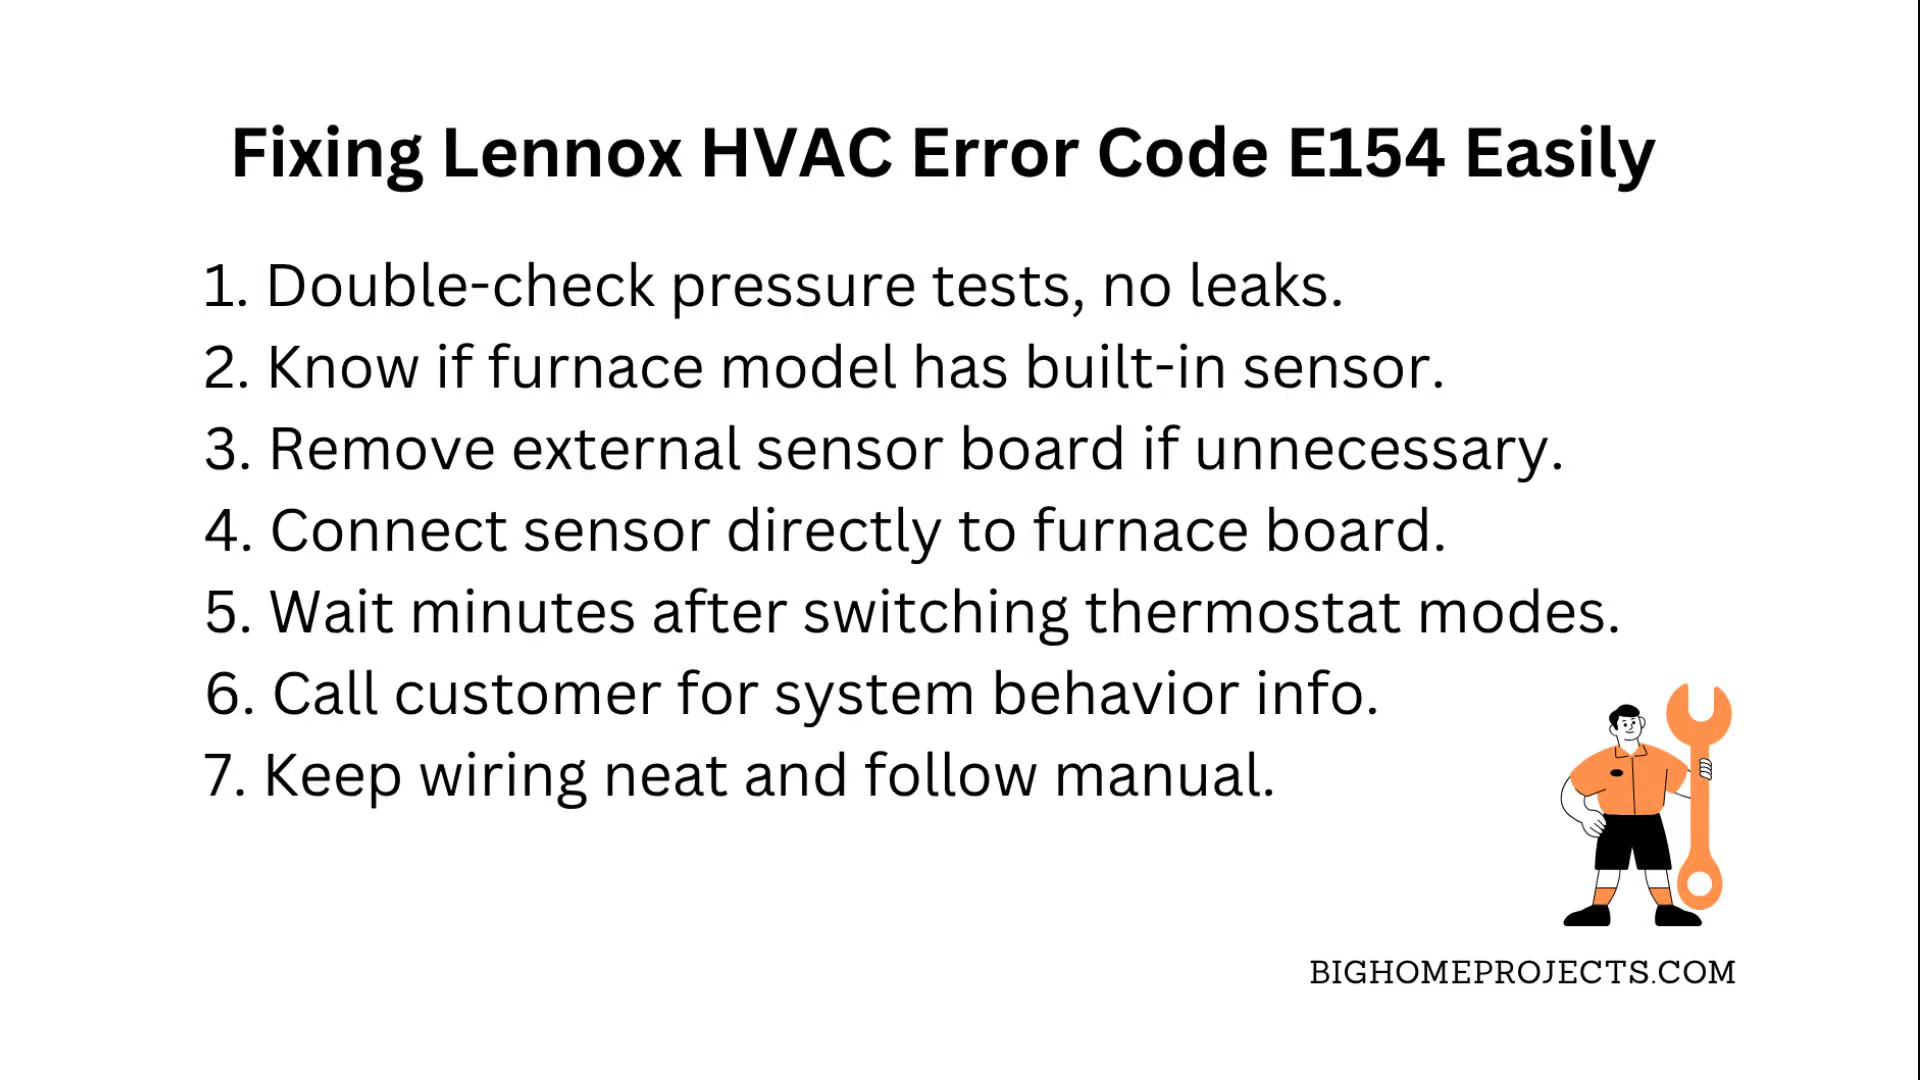 Fixing Lennox HVAC Error Code E154 Easily
1. Double-check pressure tests, no leaks.
2. Know if furnace model has built-in sensor.
3. Remove external sensor board if unnecessary.
4. Connect sensor directly to furnace board.
5. Wait minutes after switching thermostat modes.
6. Call customer for system behavior info.
7. Keep wiring neat and follow manual.
BIGHOMEPROJECTS.COM